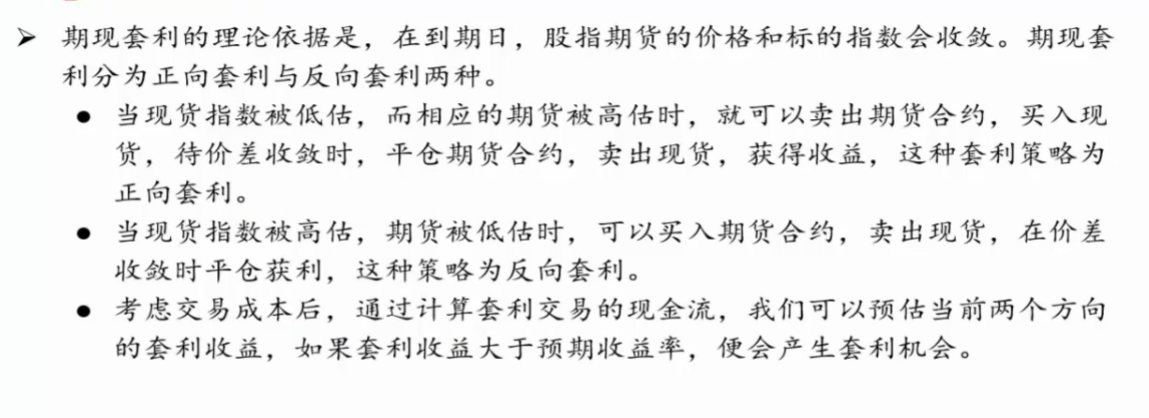 ➢ 期现套利的理论依据是，在到期日，股指期货的价格和标的指数会收敛。期现套
利分为正向套利与反向套利两种。
● 当现货指数被低估，而相应的期货被高估时，就可以卖出期货合约，买入现
货，待价差收敛时，平仓期货合约，卖出现货，获得收益，这种套利策略为
正向套利。
● 当现货指数被高估，期货被低估时，可以买入期货合约，卖出现货，在价差
收敛时平仓获利，这种策略为反向套利。
● 考虑交易成本后，通过计算套利交易的现金流，我们可以预估当前两个方向
的套利收益，如果套利收益大于预期收益率，便会产生套利机会。